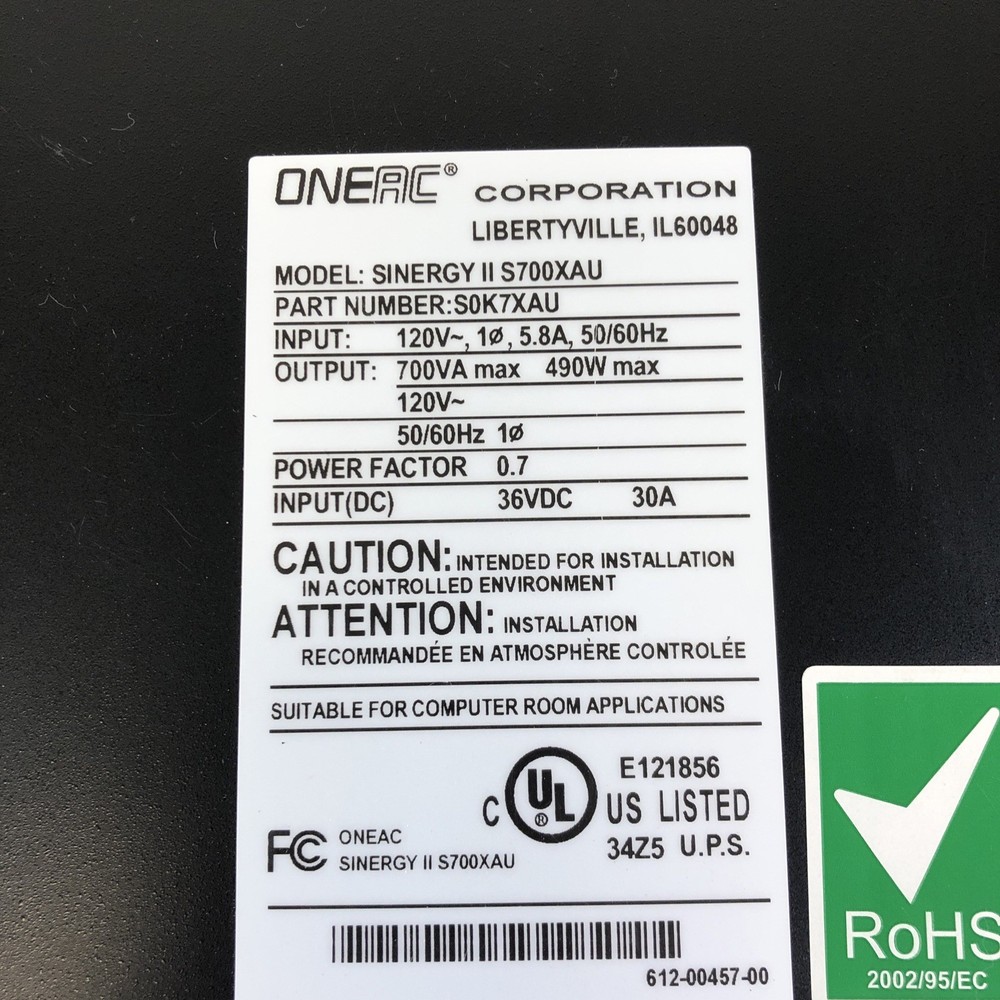 ONEAC® CORPORATION
LIBERTYVILLE, IL60048
MODEL: SINERGY II S700XAU
PART NUMBER:S0K7XAU
INPUT: 120V~, 1ø, 5.8A, 50/60Hz
OUTPUT: 700VA max 490W max
120V~
50/60Hz 1ø
POWER FACTOR 0.7
INPUT(DC) 36VDC 30A
CAUTION: INTENDED FOR INSTALLATION
IN A CONTROLLED ENVIRONMENT
ATTENTION: INSTALLATION
RECOMMANDÉE EN ATMOSPHÈRE CONTROLÉE
SUITABLE FOR COMPUTER ROOM APPLICATIONS
E121856
C UL® US LISTED
34Z5 U.P.S.
FC ONEAC
SINERGY II S700XAU
612-00457-00
RoHS
2002/95/EC